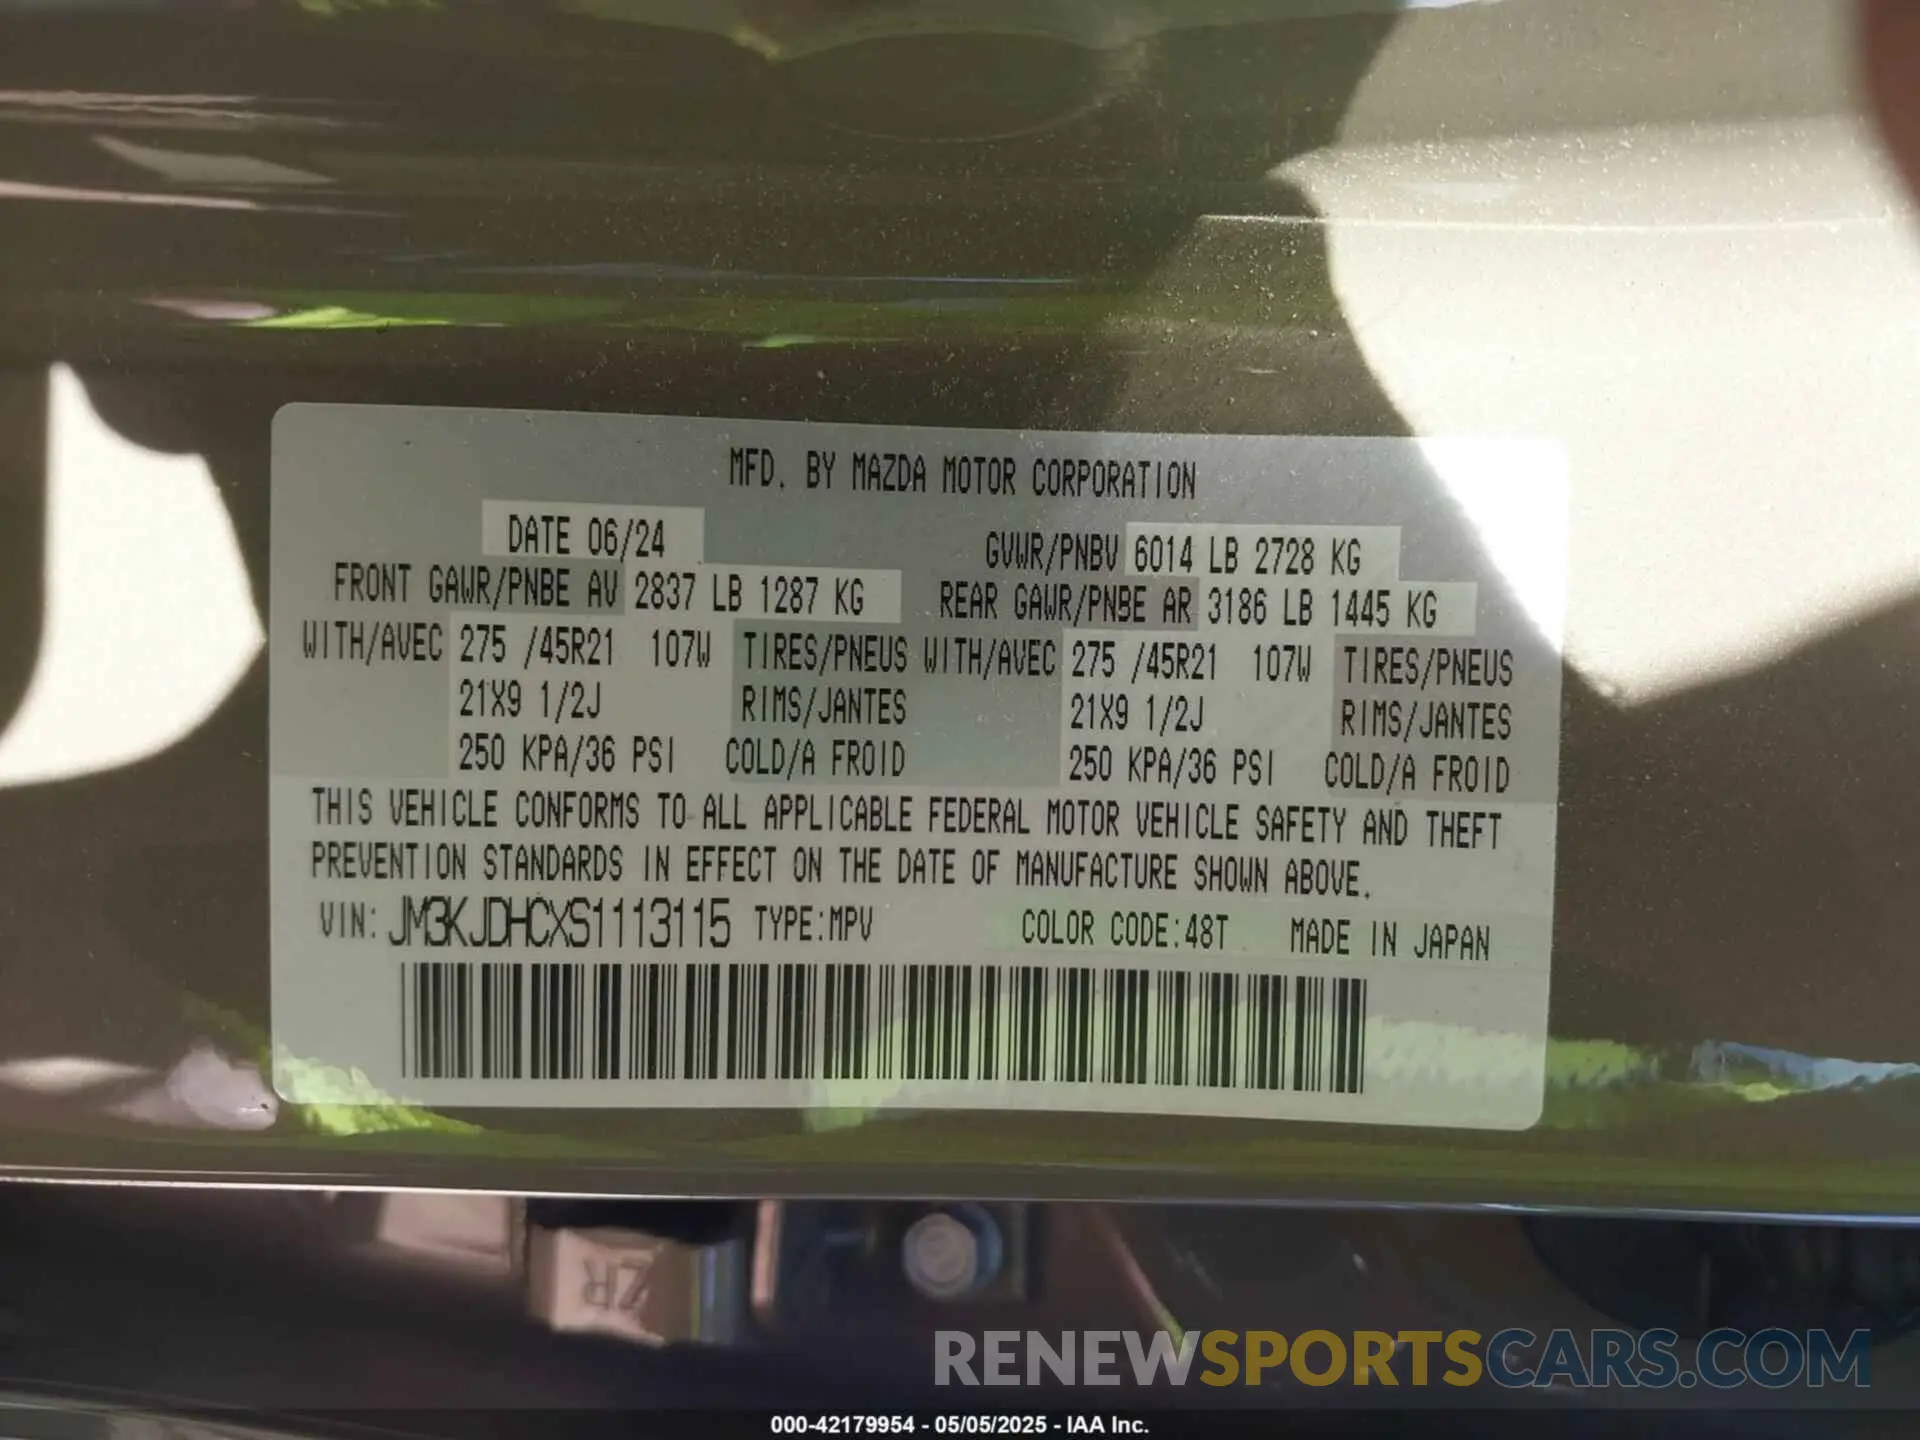 MFD. BY MAZDA MOTOR CORPORATION
DATE 06/24 GVWR/PNBV 6014 LB 2728 KG
FRONT GAWR/PNBE AV 2837 LB 1287 KG REAR GAWR/PNBE AR 3186 LB 1445 KG
WITH/AVEC 275 /45R21 107W TIRES/PNEUS WITH/AVEC 275 /45R21 107W TIRES/PNEUS
21X9 1/2J RIMS/JANTES 21X9 1/2J RIMS/JANTES
250 KPA/36 PSI COLD/A FROID 250 KPA/36 PSI COLD/A FROID
THIS VEHICLE CONFORMS TO ALL APPLICABLE FEDERAL MOTOR VEHICLE SAFETY AND THEFT
PREVENTION STANDARDS IN EFFECT ON THE DATE OF MANUFACTURE SHOWN ABOVE.
VIN: JM3KJDHCXS1113115 TYPE:MPV COLOR CODE:48T MADE IN JAPAN
ZR
RENEWSPORTSCARS.COM
000-42179954 - 05/05/2025 - IAA Inc.